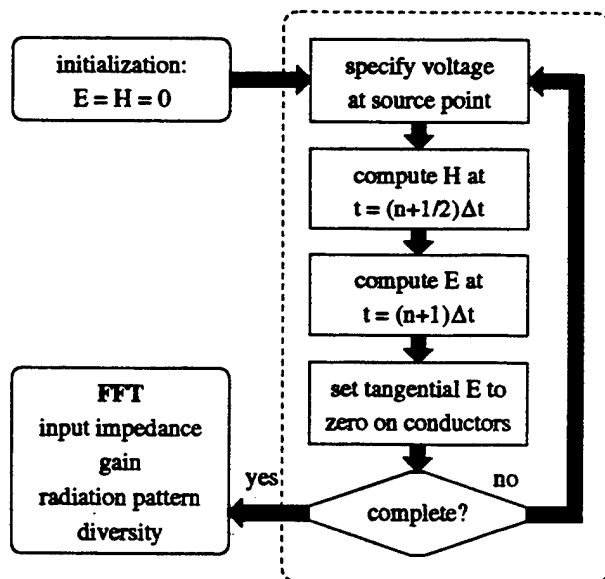 initialization:
E = H = 0
specify voltage
at source point
compute H at
t = (n+1/2)Δt
compute E at
t = (n+1)Δt
set tangential E to
zero on conductors
complete?
yes
no
FFT
input impedance
gain
radiation pattern
diversity